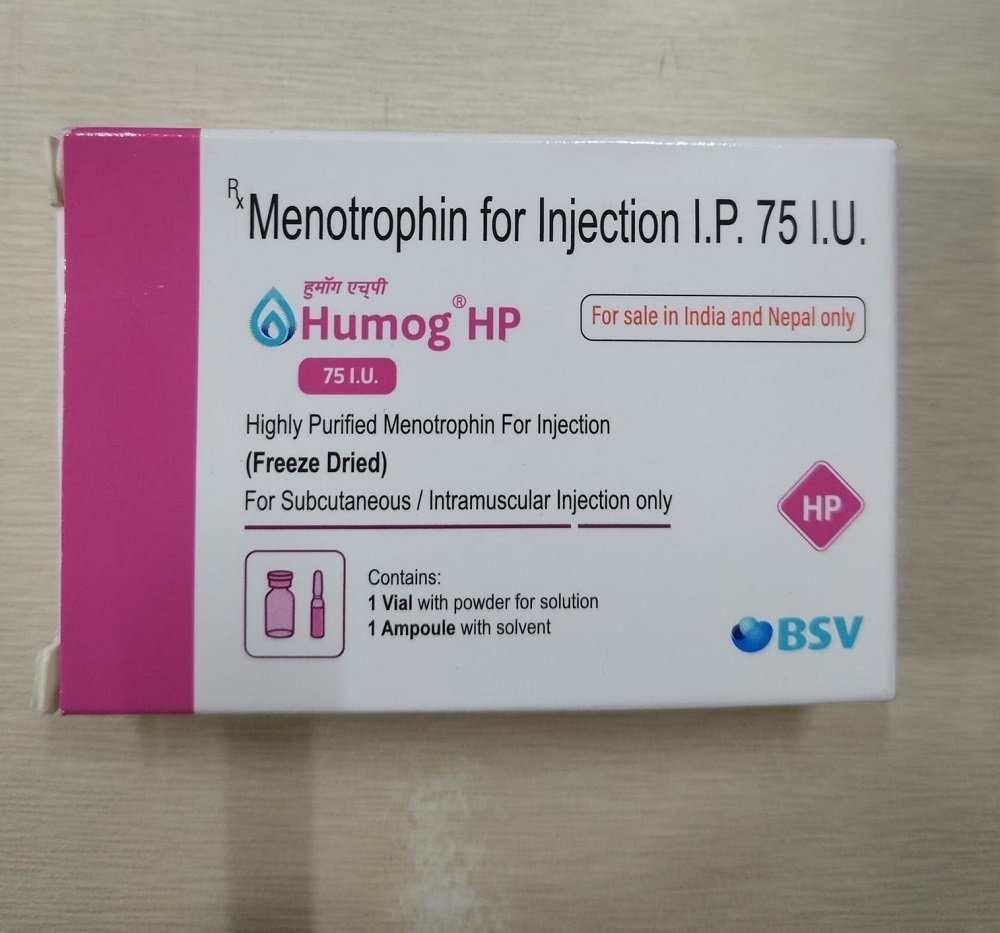 Rx Menotrophin for Injection I.P. 75 I.U.
हुमॉग एच्पी
Humog® HP
For sale in India and Nepal only
75 I.U.
Highly Purified Menotrophin For Injection
(Freeze Dried)
For Subcutaneous / Intramuscular Injection only
HP
Contains:
1 Vial with powder for solution
1 Ampoule with solvent
BSV